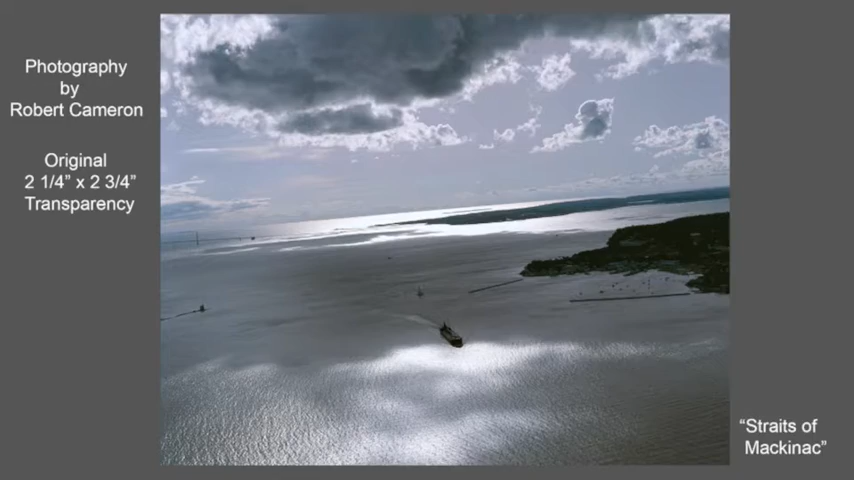 Photography
by
Robert Cameron
Original
2 1/4” x 2 3/4”
Transparency
“Straits of
Mackinac”